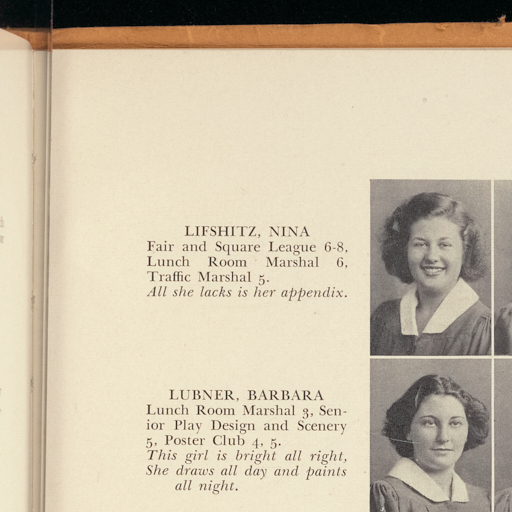 LIFSHITZ, NINA
Fair and Square League 6-8,
Lunch Room Marshal 6,
Traffic Marshal 5.
All she lacks is her appendix.
LUBNER, BARBARA
Lunch Room Marshal 3, Sen-
ior Play Design and Scenery
5, Poster Club 4, 5.
This girl is bright all right,
She draws all day and paints
all night.